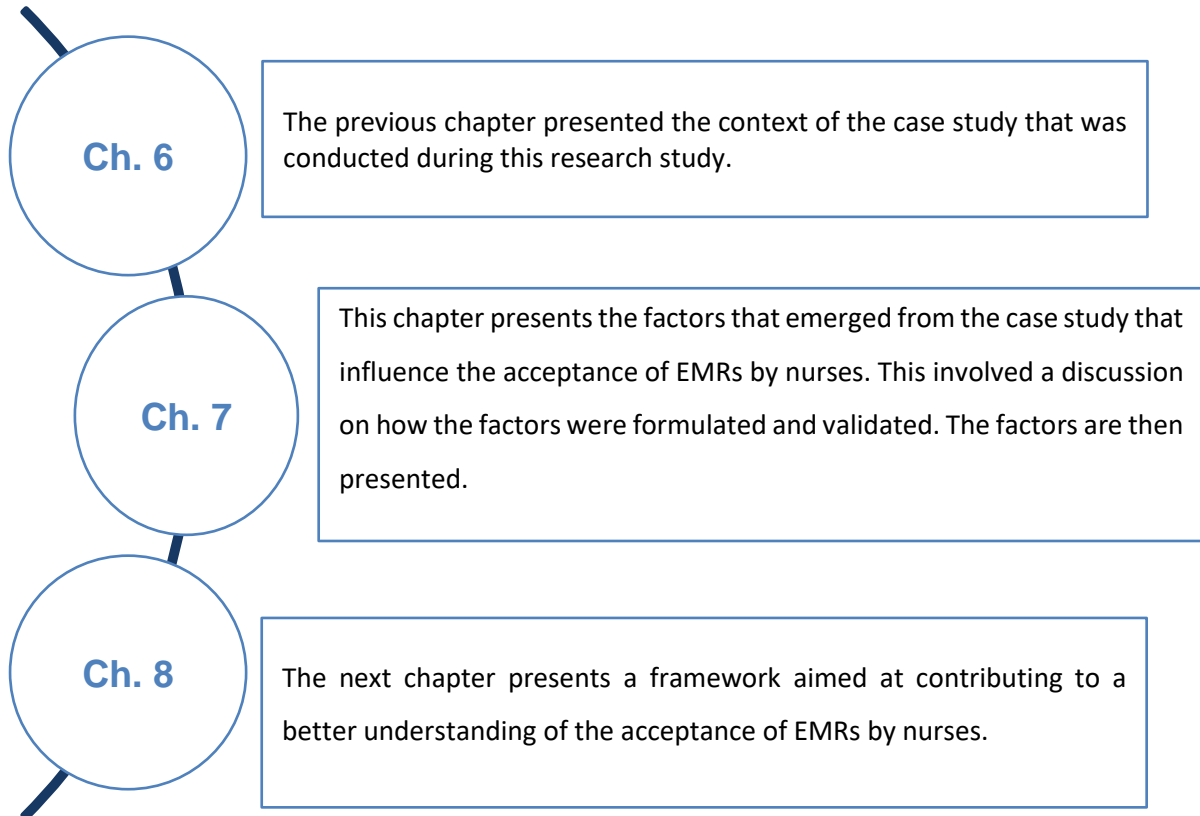 Ch. 6
The previous chapter presented the context of the case study that was
conducted during this research study.
Ch. 7
This chapter presents the factors that emerged from the case study that
influence the acceptance of EMRs by nurses. This involved a discussion
on how the factors were formulated and validated. The factors are then
presented.
Ch. 8
The next chapter presents a framework aimed at contributing to a
better understanding of the acceptance of EMRs by nurses.